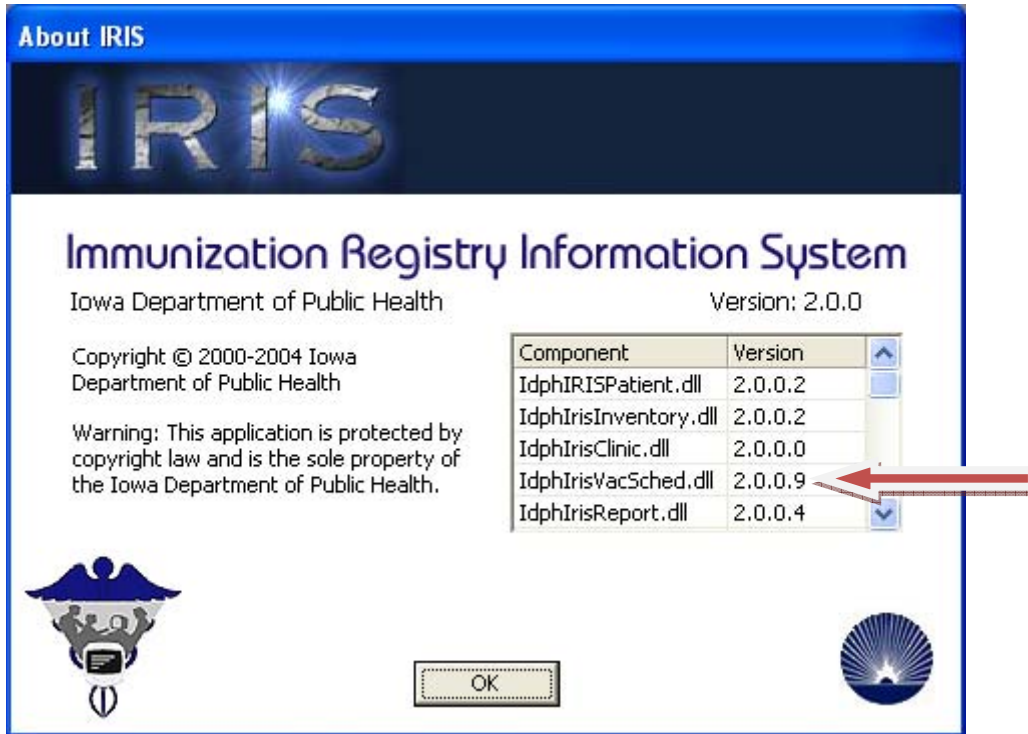 About IRIS
IRIS
Immunization Registry Information System
Iowa Department of Public Health
Version: 2.0.0
Copyright © 2000-2004 Iowa
Department of Public Health
Warning: This application is protected by
copyright law and is the sole property of
the Iowa Department of Public Health.
Component Version
IdphIRISPatient.dll 2.0.0.2
IdphIrisInventory.dll 2.0.0.2
IdphIrisClinic.dll 2.0.0.0
IdphIrisVacSched.dll 2.0.0.9
IdphIrisReport.dll 2.0.0.4
OK